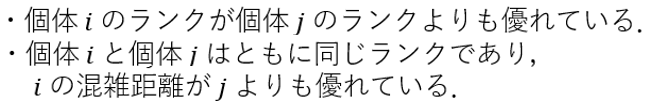 ・個体 i のランクが個体 j のランクよりも優れている．
・個体 i と個体 j はともに同じランクであり，
i の混雑距離が j よりも優れている．